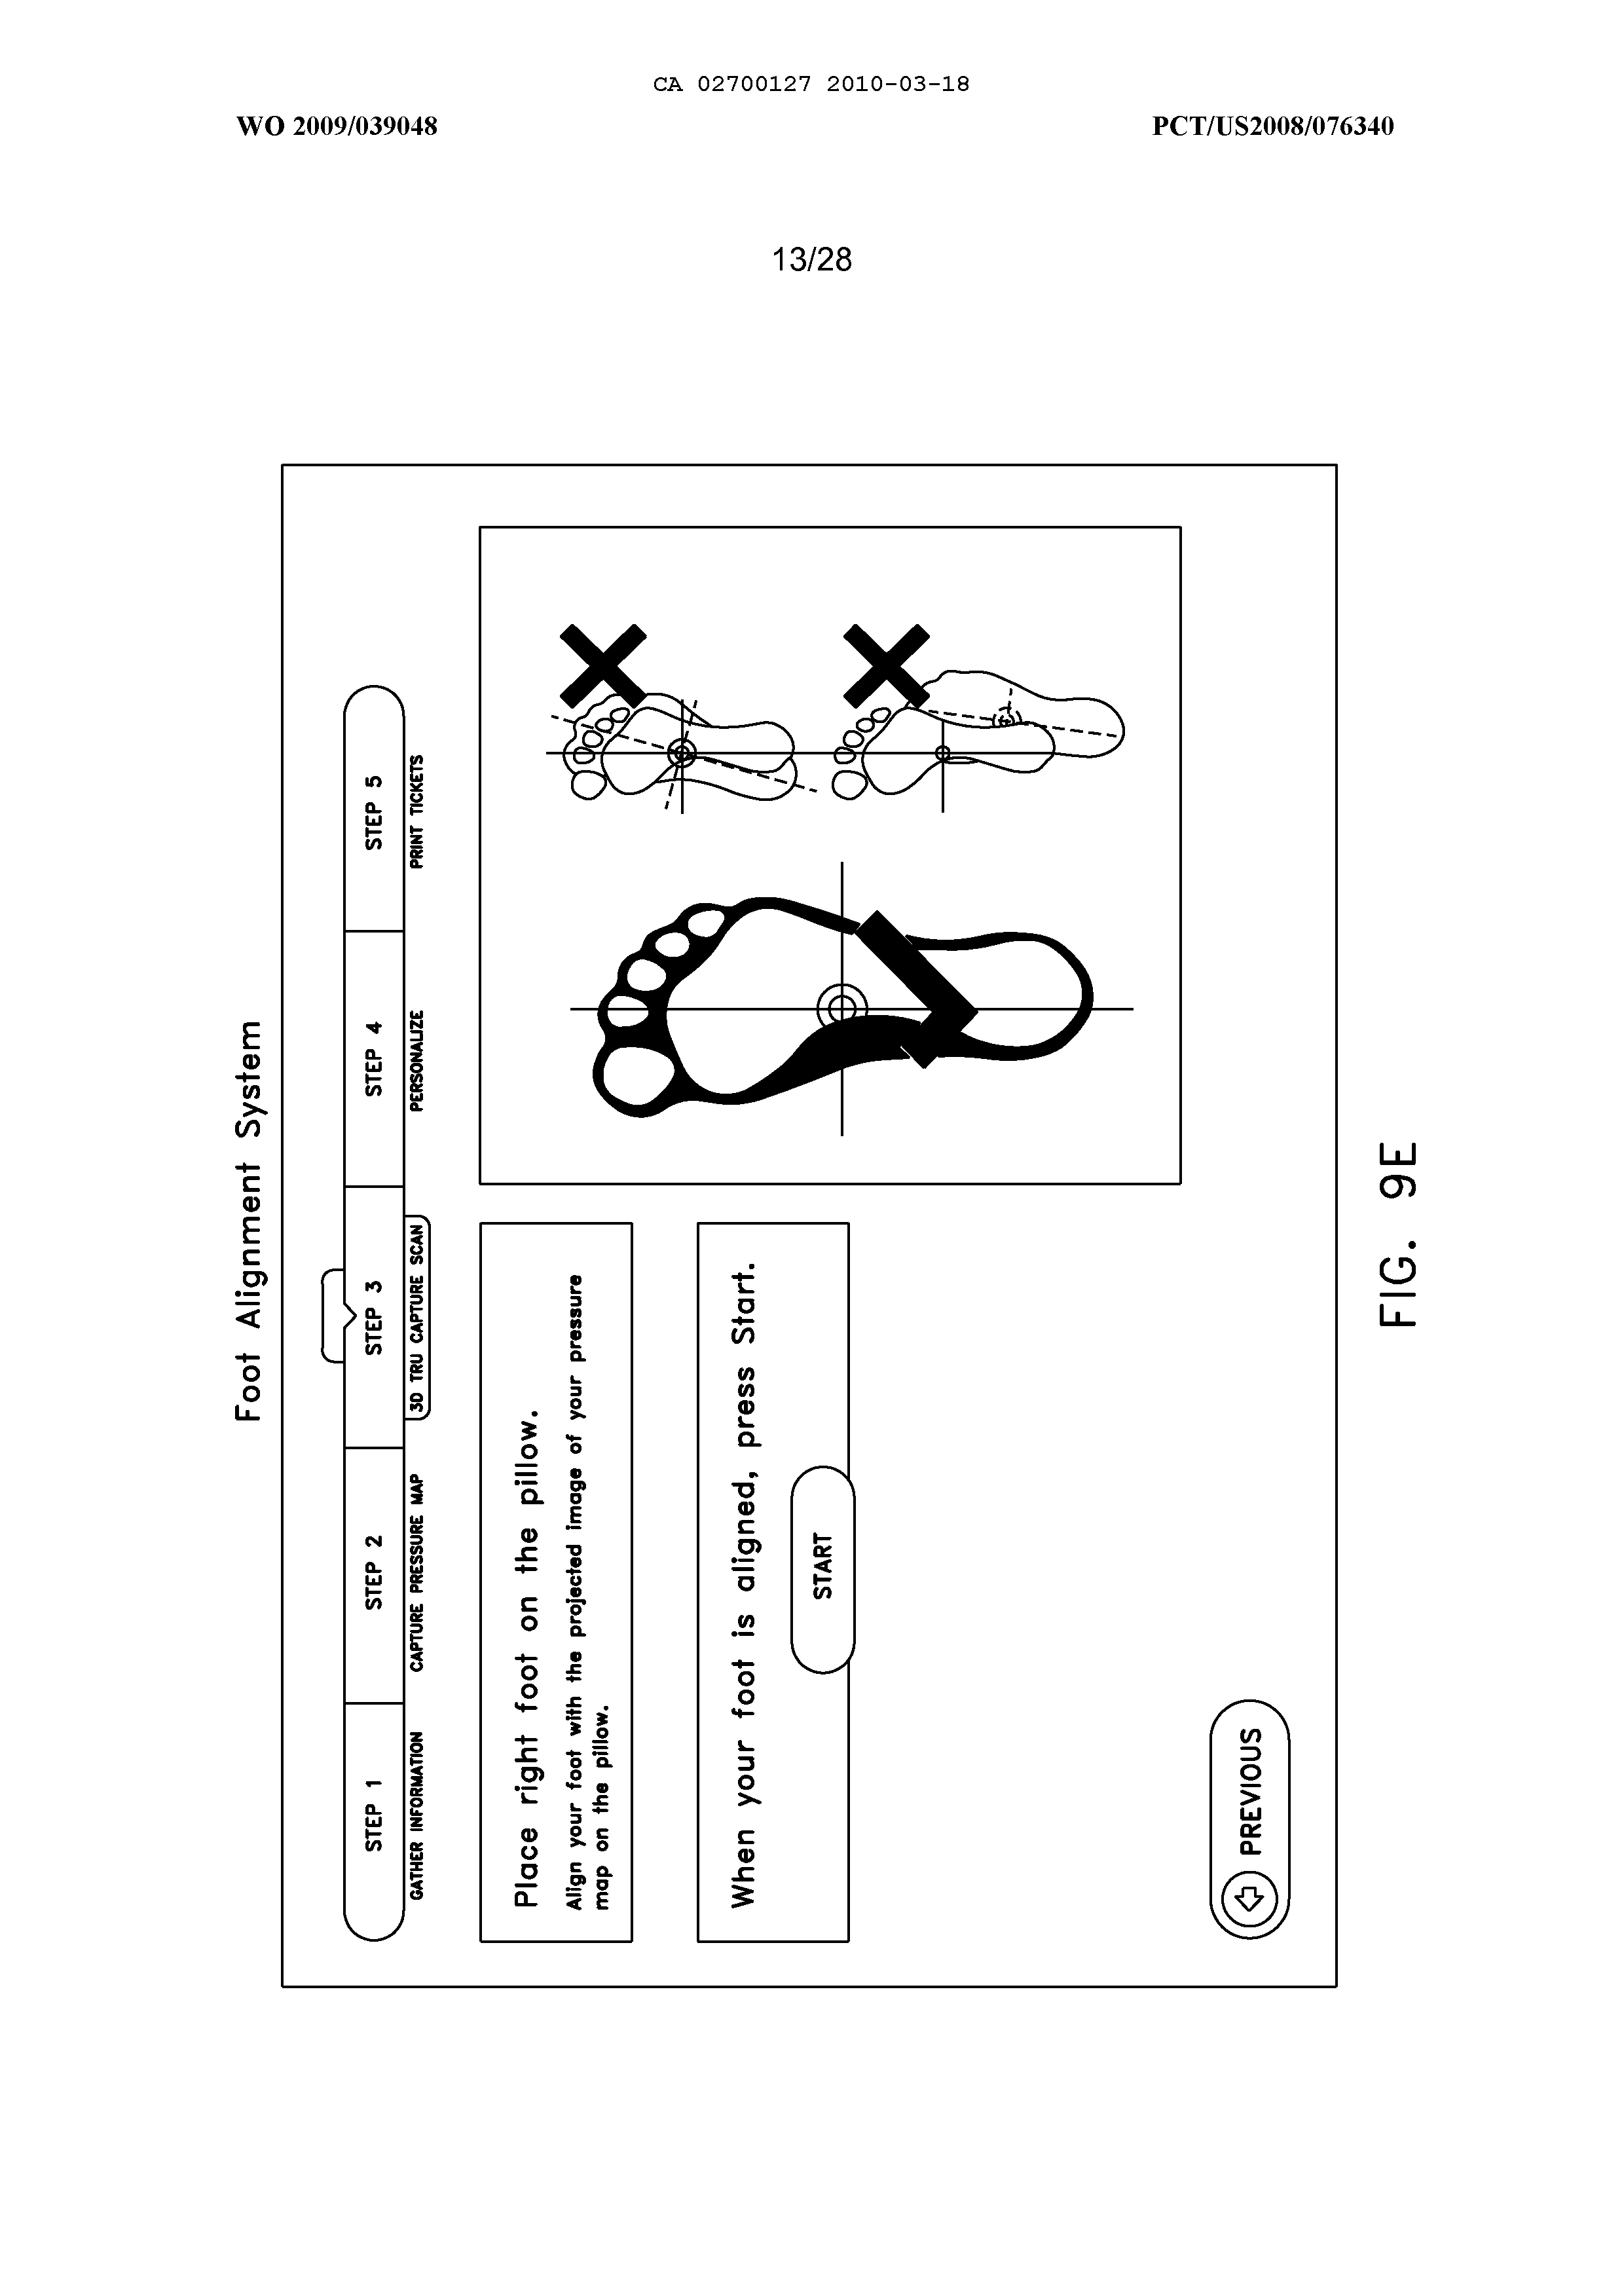 CA 02700127 2010-03-18
WO 2009/039048 PCT/US2008/076340
13/28
Foot Alignment System
STEP 1 STEP 2 STEP 3 STEP 4 STEP 5
GATHER INFORMATION CAPTURE PRESSURE MAP 3D TRU CAPTURE SCAN PERSONALIZE PRINT TICKETS
Place right foot on the pillow.
Align your foot with the projected image of your pressure
map on the pillow.
When your foot is aligned, press Start.
START
PREVIOUS
FIG. 9E